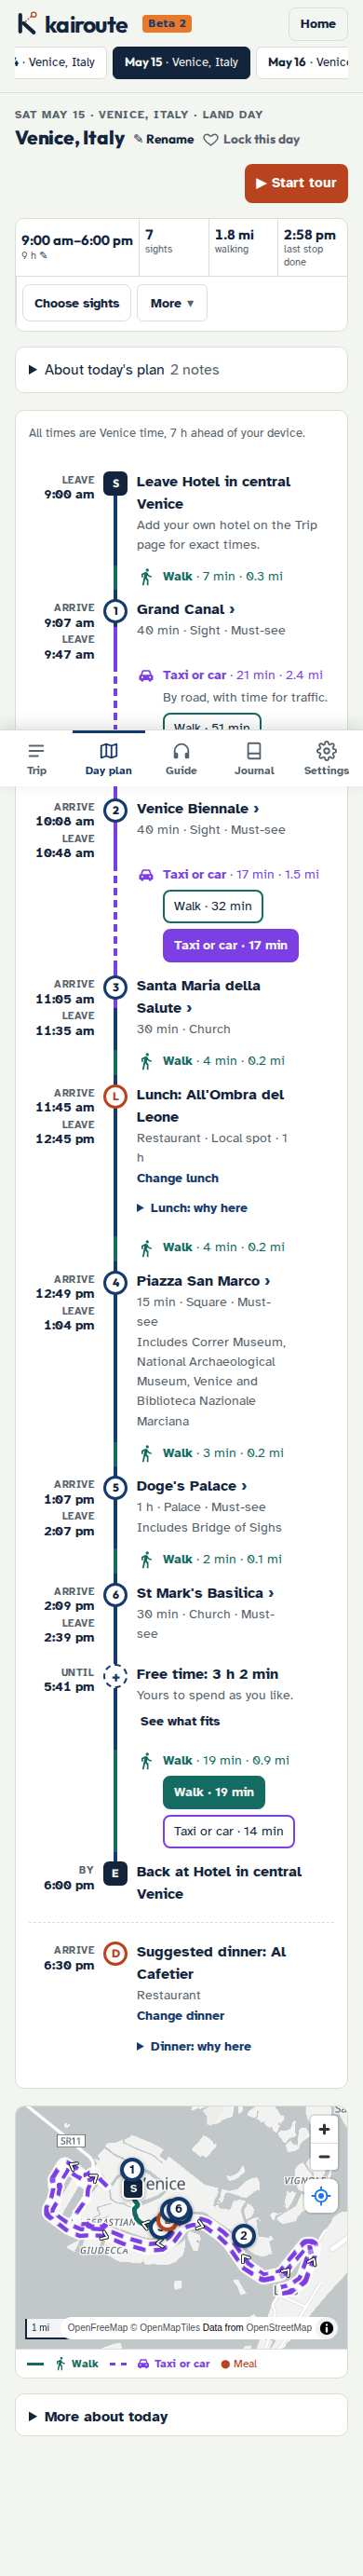 kairoute Beta 2 Home
· Venice, Italy May 15 · Venice, Italy May 16 · Venic
SAT MAY 15 · VENICE, ITALY · LAND DAY
Venice, Italy ✎ Rename Lock this day
▶ Start tour
9:00 am–6:00 pm
9 h ✎
7
sights
1.8 mi
walking
2:58 pm
last stop
done
Choose sights More ▾
▶ About today's plan 2 notes
All times are Venice time, 7 h ahead of your device.
LEAVE
9:00 am
S
Leave Hotel in central
Venice
Add your own hotel on the Trip
page for exact times.
Walk · 7 min · 0.3 mi
ARRIVE
9:07 am
LEAVE
9:47 am
1
Grand Canal ›
40 min · Sight · Must-see
Taxi or car · 21 min · 2.4 mi
By road, with time for traffic.
Walk · 51 min
Trip Day plan Guide Journal Settings
ARRIVE
10:08 am
LEAVE
10:48 am
2
Venice Biennale ›
40 min · Sight · Must-see
Taxi or car · 17 min · 1.5 mi
Walk · 32 min
Taxi or car · 17 min
ARRIVE
11:05 am
LEAVE
11:35 am
3
Santa Maria della
Salute ›
30 min · Church
Walk · 4 min · 0.2 mi
ARRIVE
11:45 am
LEAVE
12:45 pm
L
Lunch: All'Ombra del
Leone
Restaurant · Local spot · 1
h
Change lunch
▶ Lunch: why here
Walk · 4 min · 0.2 mi
ARRIVE
12:49 pm
LEAVE
1:04 pm
4
Piazza San Marco ›
15 min · Square · Must-
see
Includes Correr Museum,
National Archaeological
Museum, Venice and
Biblioteca Nazionale
Marciana
Walk · 3 min · 0.2 mi
ARRIVE
1:07 pm
LEAVE
2:07 pm
5
Doge's Palace ›
1 h · Palace · Must-see
Includes Bridge of Sighs
Walk · 2 min · 0.1 mi
ARRIVE
2:09 pm
LEAVE
2:39 pm
6
St Mark's Basilica ›
30 min · Church · Must-
see
UNTIL
5:41 pm
+
Free time: 3 h 2 min
Yours to spend as you like.
See what fits
Walk · 19 min · 0.9 mi
Walk · 19 min
Taxi or car · 14 min
BY
6:00 pm
E
Back at Hotel in central
Venice
ARRIVE
6:30 pm
D
Suggested dinner: Al
Cafetier
Restaurant
Change dinner
▶ Dinner: why here
SR11
1
S
enice
6
2
GIUDECCA
+
−
1 mi
OpenFreeMap © OpenMapTiles Data from OpenStreetMap
Walk Taxi or car Meal
▶ More about today